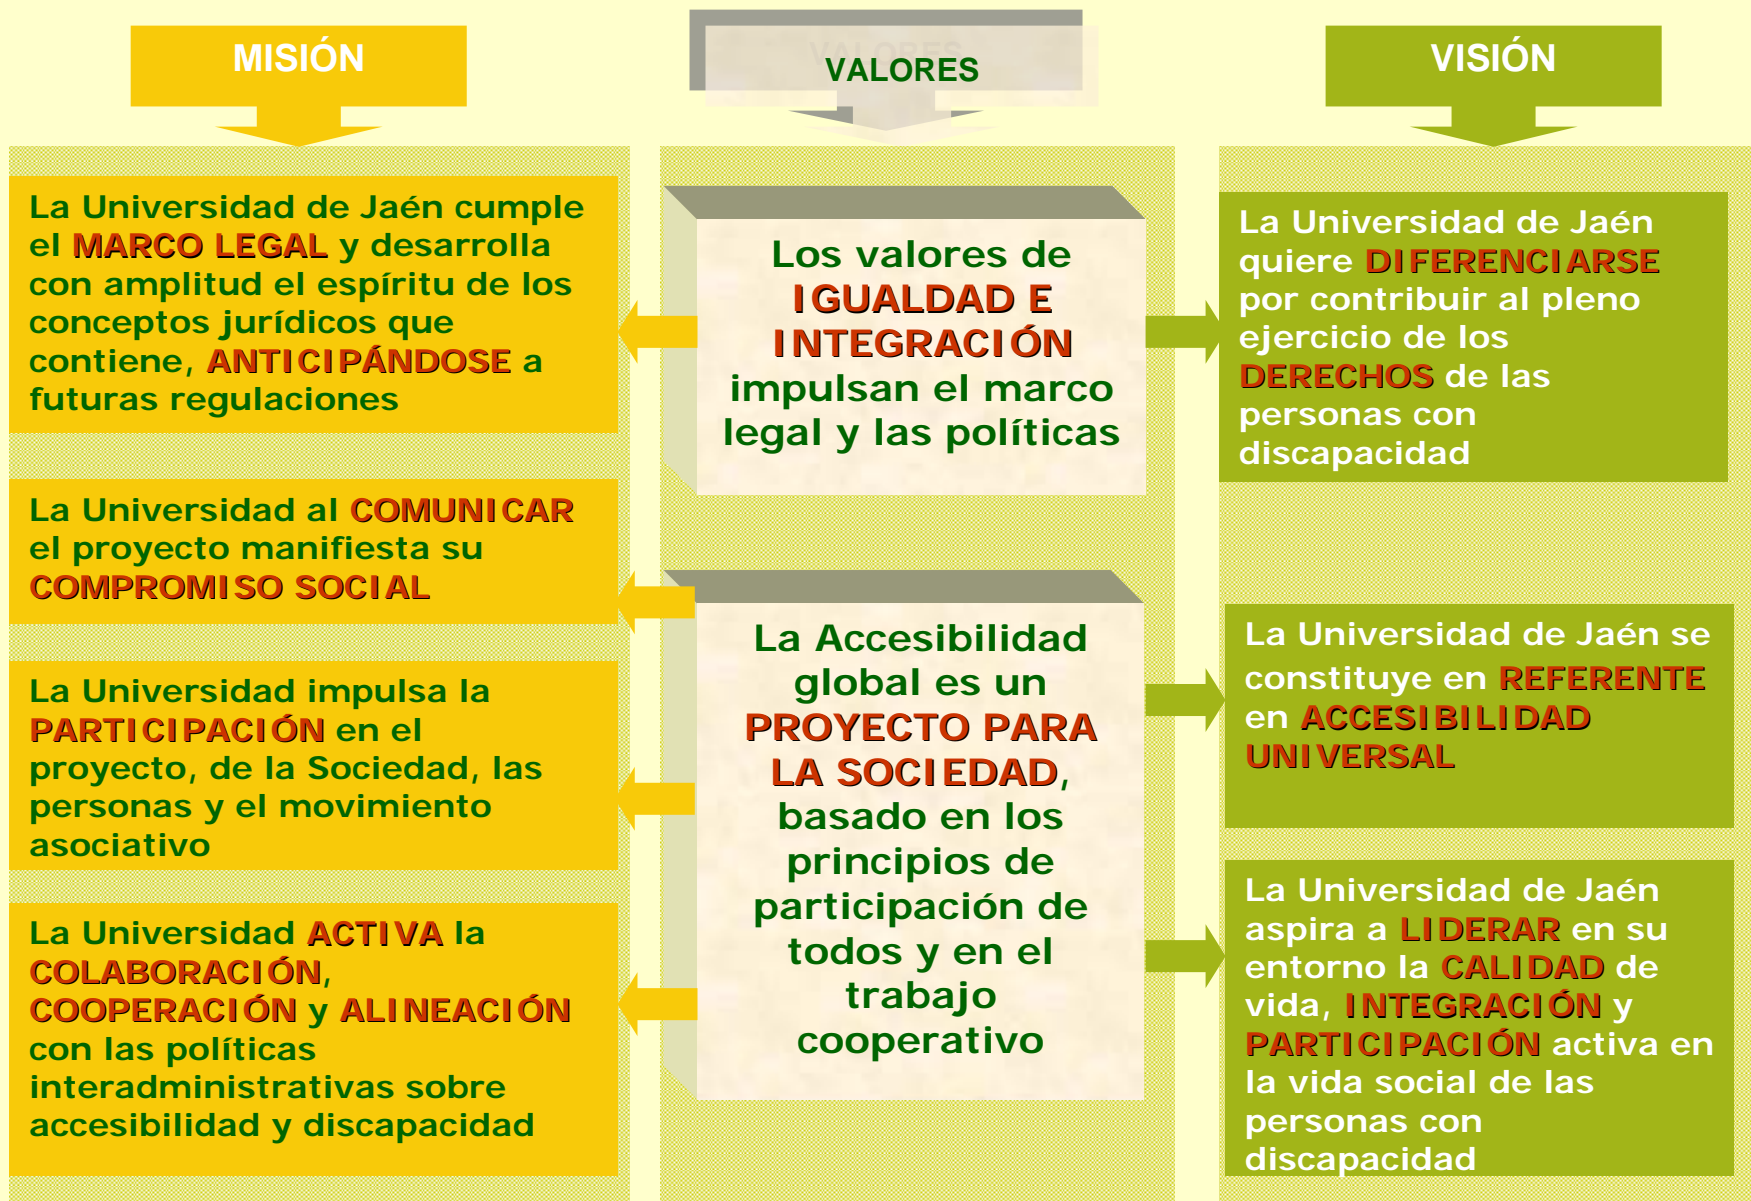 MISIÓN
La Universidad de Jaén cumple
el MARCO LEGAL y desarrolla
con amplitud el espíritu de los
conceptos jurídicos que
contiene, ANTICIPÁNDOSE a
futuras regulaciones
La Universidad al COMUNICAR
el proyecto manifiesta su
COMPROMISO SOCIAL
La Universidad impulsa la
PARTICIPACIÓN en el
proyecto, de la Sociedad, las
personas y el movimiento
asociativo
La Universidad ACTIVA la
COLABORACIÓN,
COOPERACIÓN y ALINEACIÓN
con las políticas
interadministrativas sobre
accesibilidad y discapacidad
VALORES
VALORES
Los valores de
IGUALDAD E
INTEGRACIÓN
impulsan el marco
legal y las políticas
La Accesibilidad
global es un
PROYECTO PARA
LA SOCIEDAD,
basado en los
principios de
participación de
todos y en el
trabajo
cooperativo
VISIÓN
La Universidad de Jaén
quiere DIFERENCIARSE
por contribuir al pleno
ejercicio de los
DERECHOS de las
personas con
discapacidad
La Universidad de Jaén se
constituye en REFERENTE
en ACCESIBILIDAD
UNIVERSAL
La Universidad de Jaén
aspira a LIDERAR en su
entorno la CALIDAD de
vida, INTEGRACIÓN y
PARTICIPACIÓN activa en
la vida social de las
personas con
discapacidad